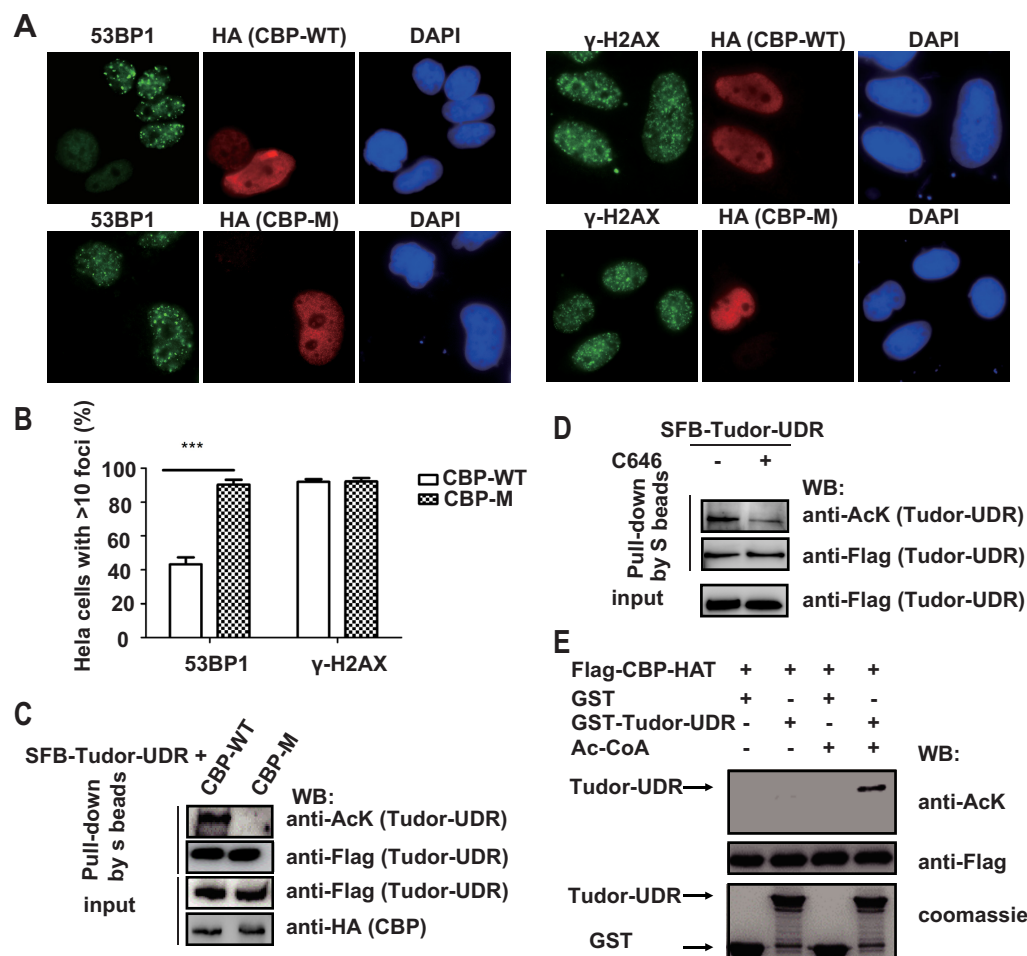 A
53BP1 HA (CBP-WT) DAPI
γ-H2AX HA (CBP-WT) DAPI
53BP1 HA (CBP-M) DAPI
γ-H2AX HA (CBP-M) DAPI
B
Hela cells with >10 foci (%)
100
80
60
40
20
0
***
CBP-WT
CBP-M
53BP1 γ-H2AX
C
SFB-Tudor-UDR + CBP-WT CBP-M
WB:
Pull-down
by s beads
anti-AcK (Tudor-UDR)
anti-Flag (Tudor-UDR)
input
anti-Flag (Tudor-UDR)
anti-HA (CBP)
D
SFB-Tudor-UDR
C646 - +
WB:
Pull-down
by S beads
anti-AcK (Tudor-UDR)
anti-Flag (Tudor-UDR)
input anti-Flag (Tudor-UDR)
E
Flag-CBP-HAT + + + +
GST + - + -
GST-Tudor-UDR - + - +
Ac-CoA - - + +
WB:
Tudor-UDR
anti-AcK
anti-Flag
Tudor-UDR
coomassie
GST